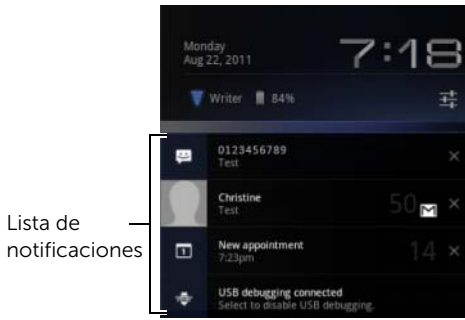 Monday
Aug 22, 2011
7:18
Writer 84%
0123456789
Test
Christine
Test
50
New appointment
7:23pm
1
14
USB debugging connected
Select to disable USB debugging.
Lista de
notificaciones